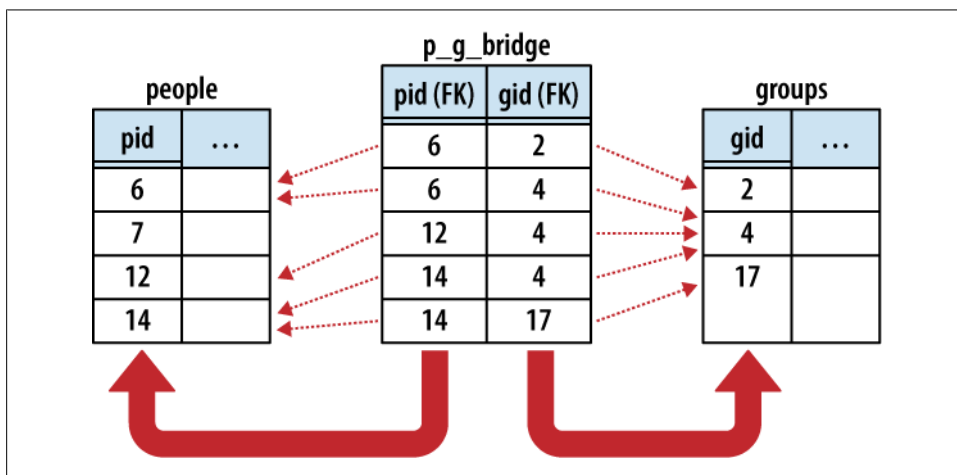 p_g_bridge
people
groups
pid (FK) gid (FK)
pid ...
gid ...
6 2
6 4
12 4
14 4
14 17
6
7
12
14
2
4
17